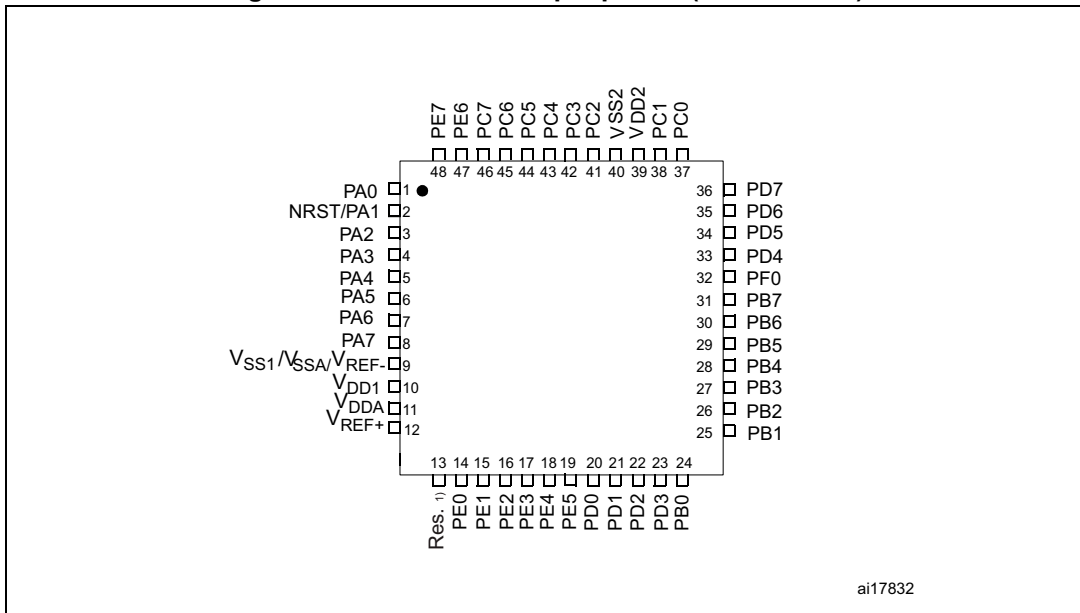 PE7 PE6 PC7 PC6 PC5 PC4 PC3 PC2 VSS2 VDD2 PC1 PC0
48 47 46 45 44 43 42 41 40 39 38 37
PA0 1 36 PD7
NRST/PA1 2 35 PD6
PA2 3 34 PD5
PA3 4 33 PD4
PA4 5 32 PF0
PA5 6 31 PB7
PA6 7 30 PB6
PA7 8 29 PB5
VSS1/VSSA/VREF- 9 28 PB4
VDD1 10 27 PB3
VDDA 11 26 PB2
VREF+ 12 25 PB1
13 14 15 16 17 18 19 20 21 22 23 24
Res. 1) PE0 PE1 PE2 PE3 PE4 PE5 PD0 PD1 PD2 PD3 PB0
ai17832